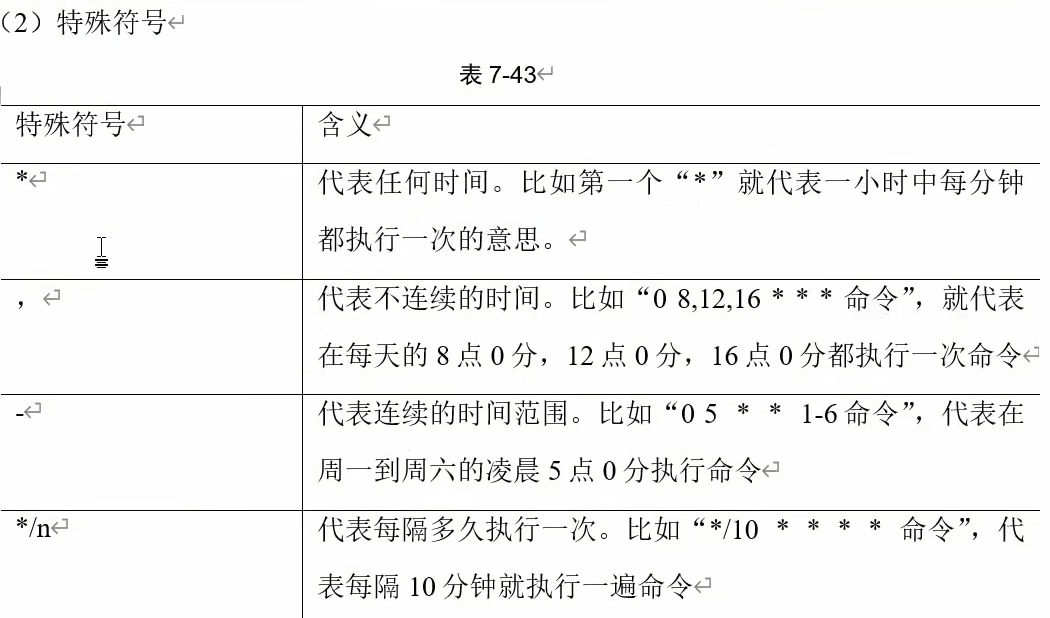 （2）特殊符号
表 7-43
特殊符号
含义
*
代表任何时间。比如第一个“*”就代表一小时中每分钟
都执行一次的意思。
，
代表不连续的时间。比如“0 8,12,16 * * * 命令”，就代表
在每天的 8 点 0 分，12 点 0 分，16 点 0 分都执行一次命令
-
代表连续的时间范围。比如“0 5 * * 1-6 命令”，代表在
周一到周六的凌晨 5 点 0 分执行命令
*/n
代表每隔多久执行一次。比如“*/10 * * * * 命令”，代
表每隔 10 分钟就执行一遍命令